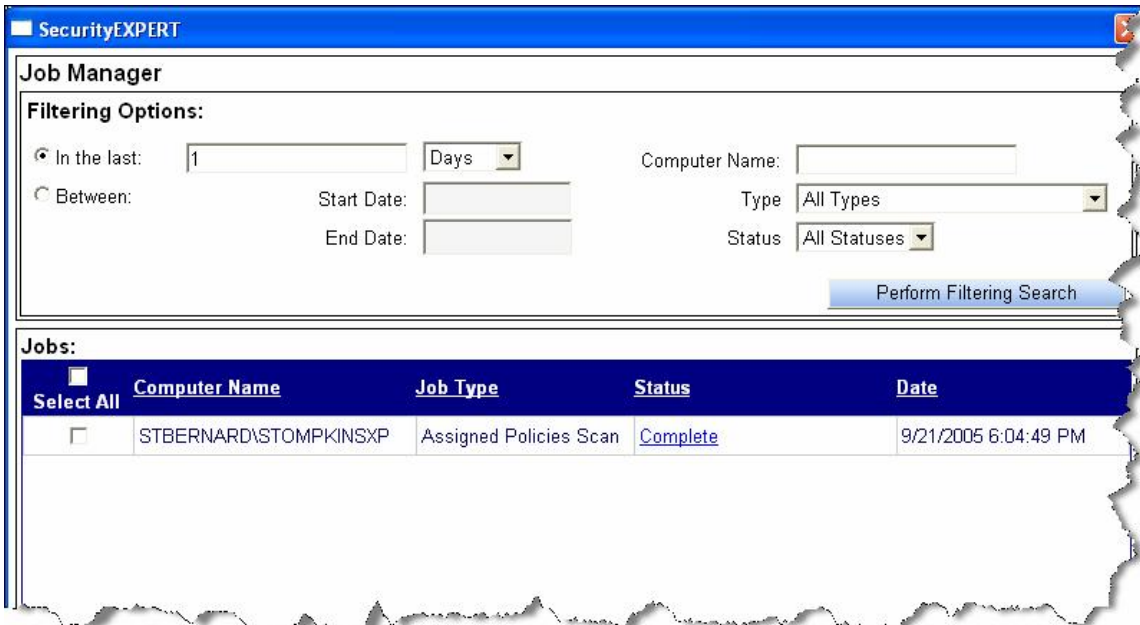 SecurityEXPERT
Job Manager
Filtering Options:
In the last: 1 Days Computer Name:
Between: Start Date: Type All Types
End Date: Status All Statuses
Perform Filtering Search
Jobs:
Select All Computer Name Job Type Status Date
STBERNARD\STOMPKINSXP Assigned Policies Scan Complete 9/21/2005 6:04:49 PM